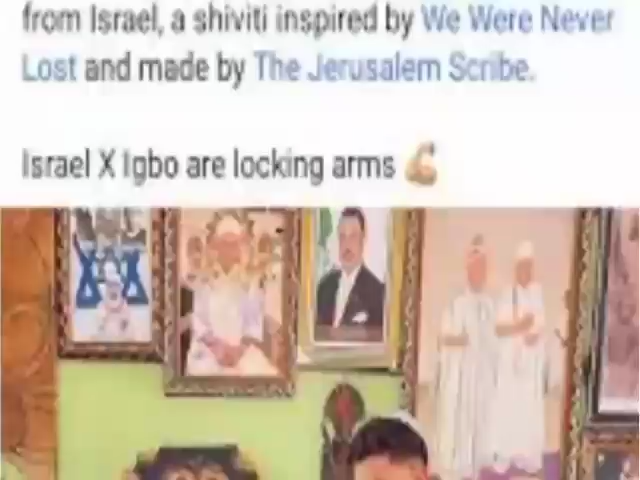 from Israel, a shiviti inspired by We Were Never
Lost and made by The Jerusalem Scribe.
Israel X Igbo are locking arms 💪